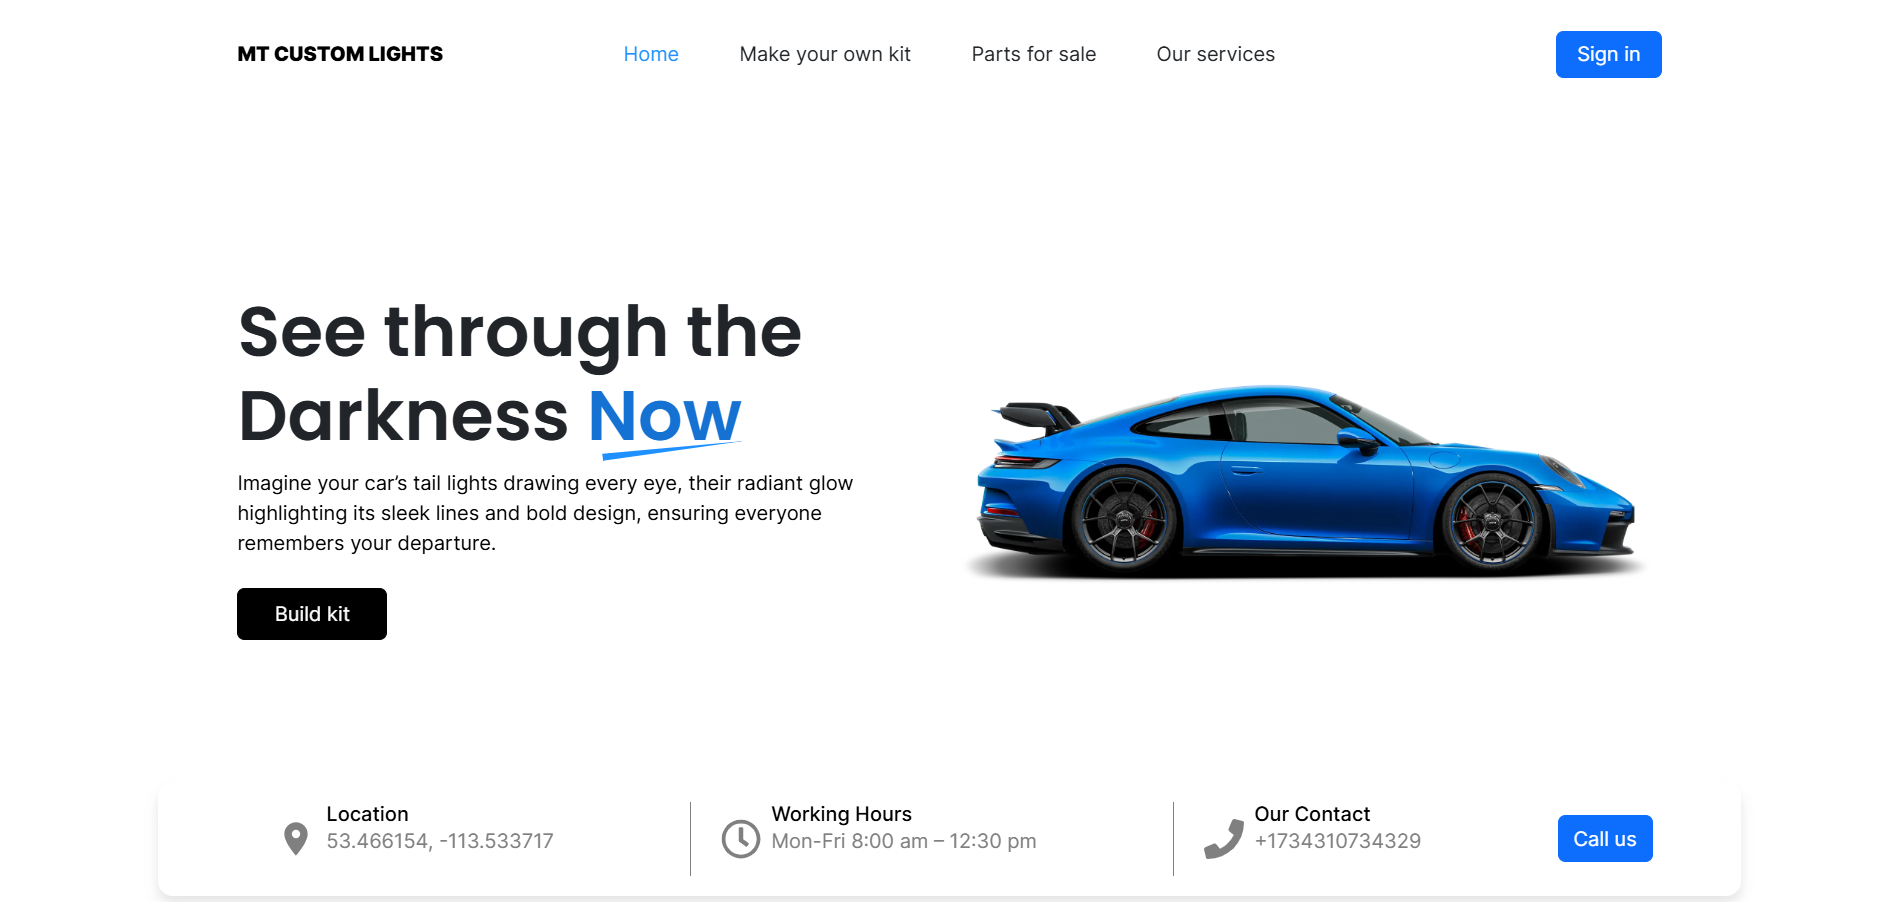 MT CUSTOM LIGHTS
Home
Make your own kit
Parts for sale
Our services
Sign in
See through the
Darkness Now
Imagine your car’s tail lights drawing every eye, their radiant glow
highlighting its sleek lines and bold design, ensuring everyone
remembers your departure.
Build kit
Location
53.466154, -113.533717
Working Hours
Mon-Fri 8:00 am – 12:30 pm
Our Contact
+1734310734329
Call us